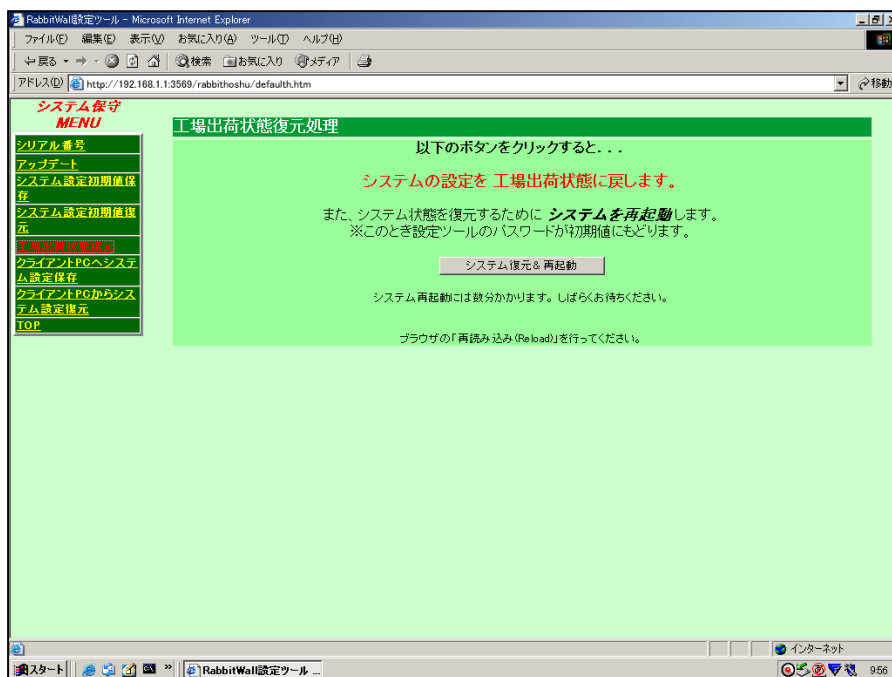 RabbitWall設定ツール - Microsoft Internet Explorer
ファイル(F) 編集(E) 表示(V) お気に入り(A) ツール(T) ヘルプ(H)
戻る 検索 お気に入り メディア
アドレス(D) http://192.168.1.1:3569/rabbithoshu/defaulth.htm 移動
システム保守
MENU
シリアル番号
アップデート
システム設定初期値保
存
システム設定初期値復
元
工場出荷状態復元
クライアントPCへシステ
ム設定保存
クライアントPCからシス
テム設定復元
TOP
工場出荷状態復元処理
以下のボタンをクリックすると...
システムの設定を 工場出荷状態に戻します。
また、システム状態を復元するために システムを再起動します。
※このとき設定ツールのパスワードが初期値にもどります。
システム復元& 再起動
システム再起動には数分かかります。しばらくお待ちください。
ブラウザの「再読み込み(Reload)」を行ってください。
インターネット
スタート RabbitWall設定ツール ... 9:56